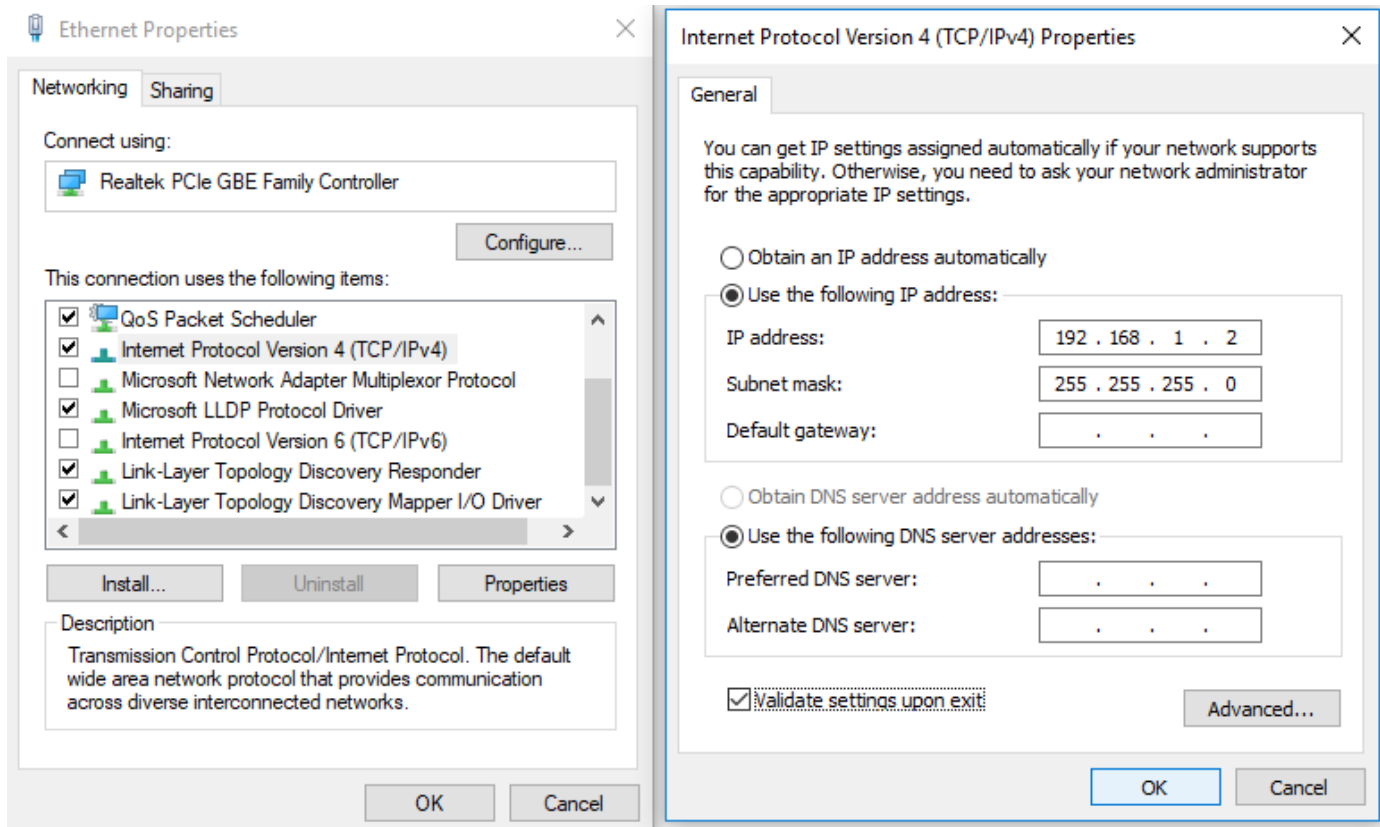 Ethernet Properties
Networking
Sharing
Connect using:
Realtek PCIe GBE Family Controller
Configure...
This connection uses the following items:
QoS Packet Scheduler
Internet Protocol Version 4 (TCP/IPv4)
Microsoft Network Adapter Multiplexor Protocol
Microsoft LLDP Protocol Driver
Internet Protocol Version 6 (TCP/IPv6)
Link-Layer Topology Discovery Responder
Link-Layer Topology Discovery Mapper I/O Driver
Install...
Uninstall
Properties
Description
Transmission Control Protocol/Internet Protocol. The default
wide area network protocol that provides communication
across diverse interconnected networks.
OK
Cancel
Internet Protocol Version 4 (TCP/IPv4) Properties
General
You can get IP settings assigned automatically if your network supports
this capability. Otherwise, you need to ask your network administrator
for the appropriate IP settings.
Obtain an IP address automatically
Use the following IP address:
IP address:
192 . 168 . 1 . 2
Subnet mask:
255 . 255 . 255 . 0
Default gateway:
. . .
Obtain DNS server address automatically
Use the following DNS server addresses:
Preferred DNS server:
. . .
Alternate DNS server:
. . .
Validate settings upon exit
Advanced...
OK
Cancel